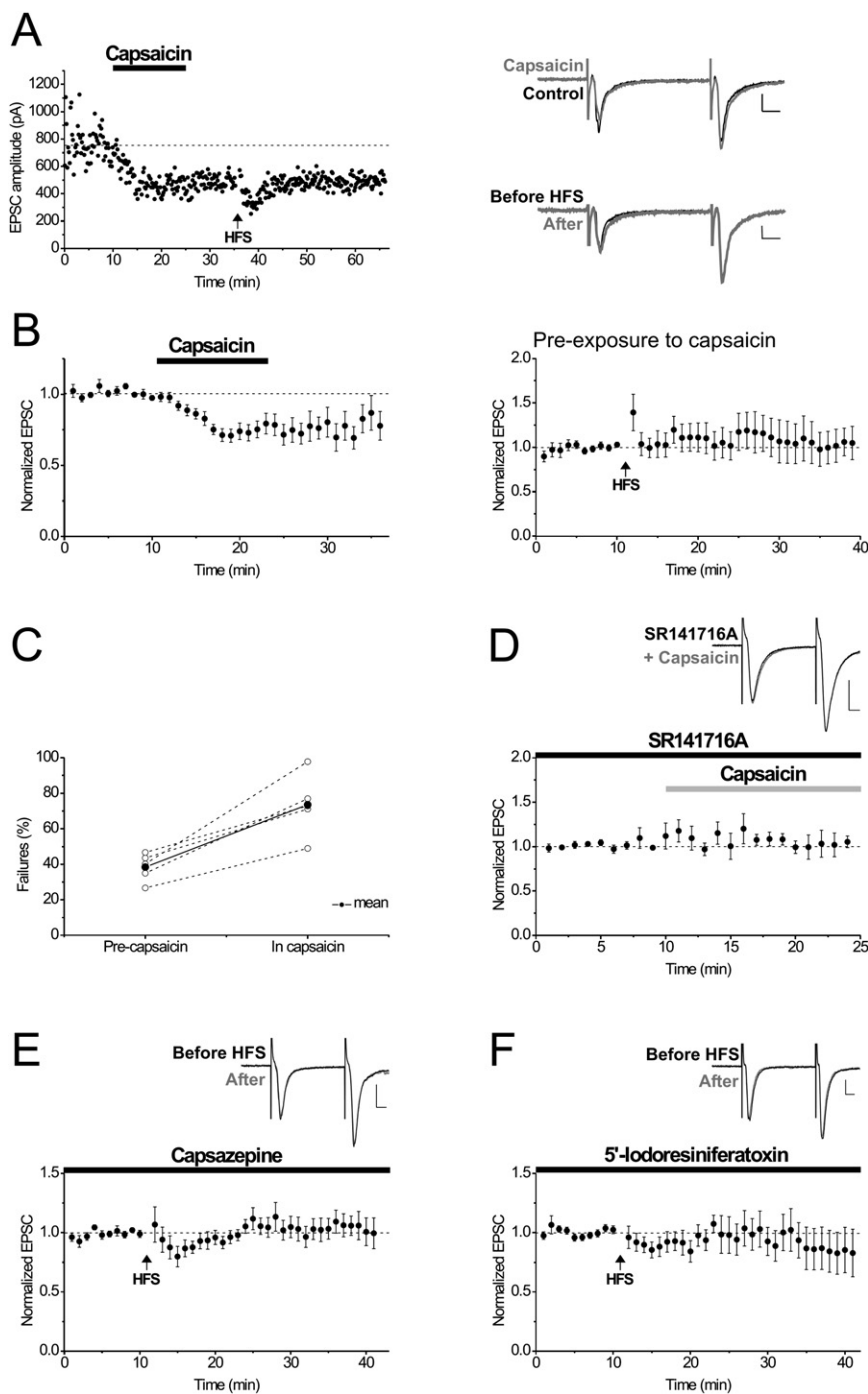 A
Capsaicin
EPSC amplitude (pA)
1200
1000
800
600
400
200
0
HFS
0 10 20 30 40 50 60
Time (min)
Capsaicin
Control
Before HFS
After
B
Capsaicin
Normalized EPSC
1.5
1.0
0.5
0.0
0 10 20 30
Time (min)
Pre-exposure to capsaicin
Normalized EPSC
2.0
1.5
1.0
0.5
0.0
HFS
0 10 20 30 40
Time (min)
C
Failures (%)
100
80
60
40
20
0
mean
Pre-capsaicin In capsaicin
D
SR141716A
+ Capsaicin
SR141716A
Capsaicin
Normalized EPSC
2.0
1.5
1.0
0.5
0.0
0 5 10 15 20 25
Time (min)
E
Before HFS
After
Capsazepine
Normalized EPSC
1.5
1.0
0.5
0.0
HFS
0 10 20 30 40
Time (min)
F
Before HFS
After
5'-Iodoresiniferatoxin
Normalized EPSC
1.5
1.0
0.5
0.0
HFS
0 10 20 30 40
Time (min)